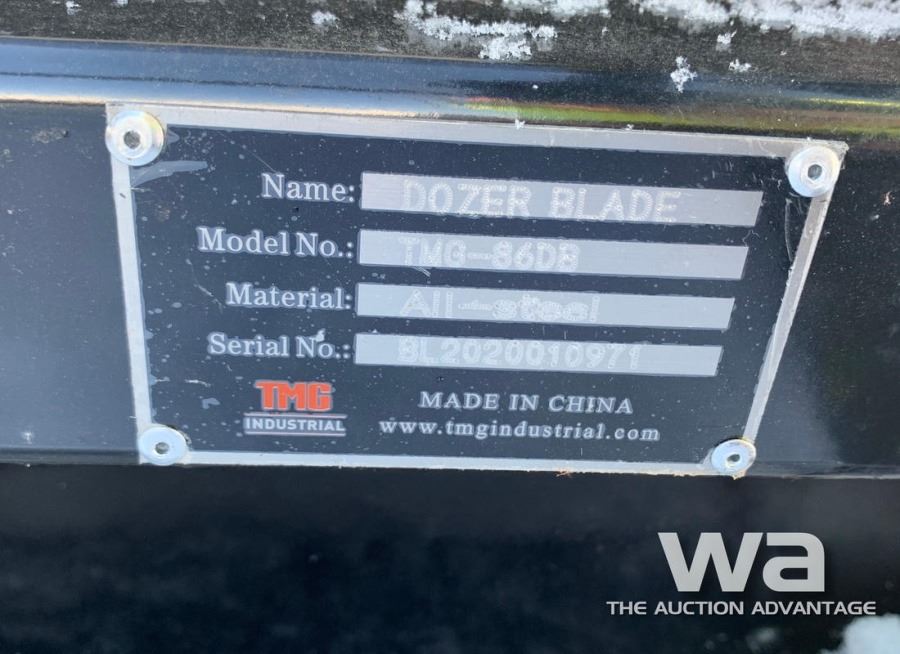 Name: DOZER BLADE
Model No.: TMG-86DB
Material: All-steel
Serial No.: BL2020010971
TMG
INDUSTRIAL
MADE IN CHINA
www.tmgindustrial.com
wa
THE AUCTION ADVANTAGE